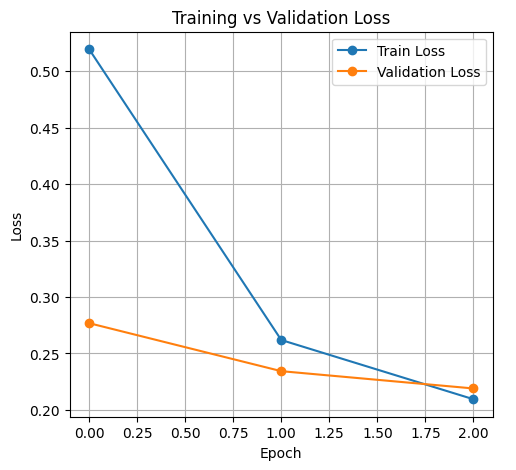 Training vs Validation Loss
Train Loss
Validation Loss
0.50
0.45
0.40
0.35
0.30
0.25
0.20
Loss
0.00 0.25 0.50 0.75 1.00 1.25 1.50 1.75 2.00
Epoch